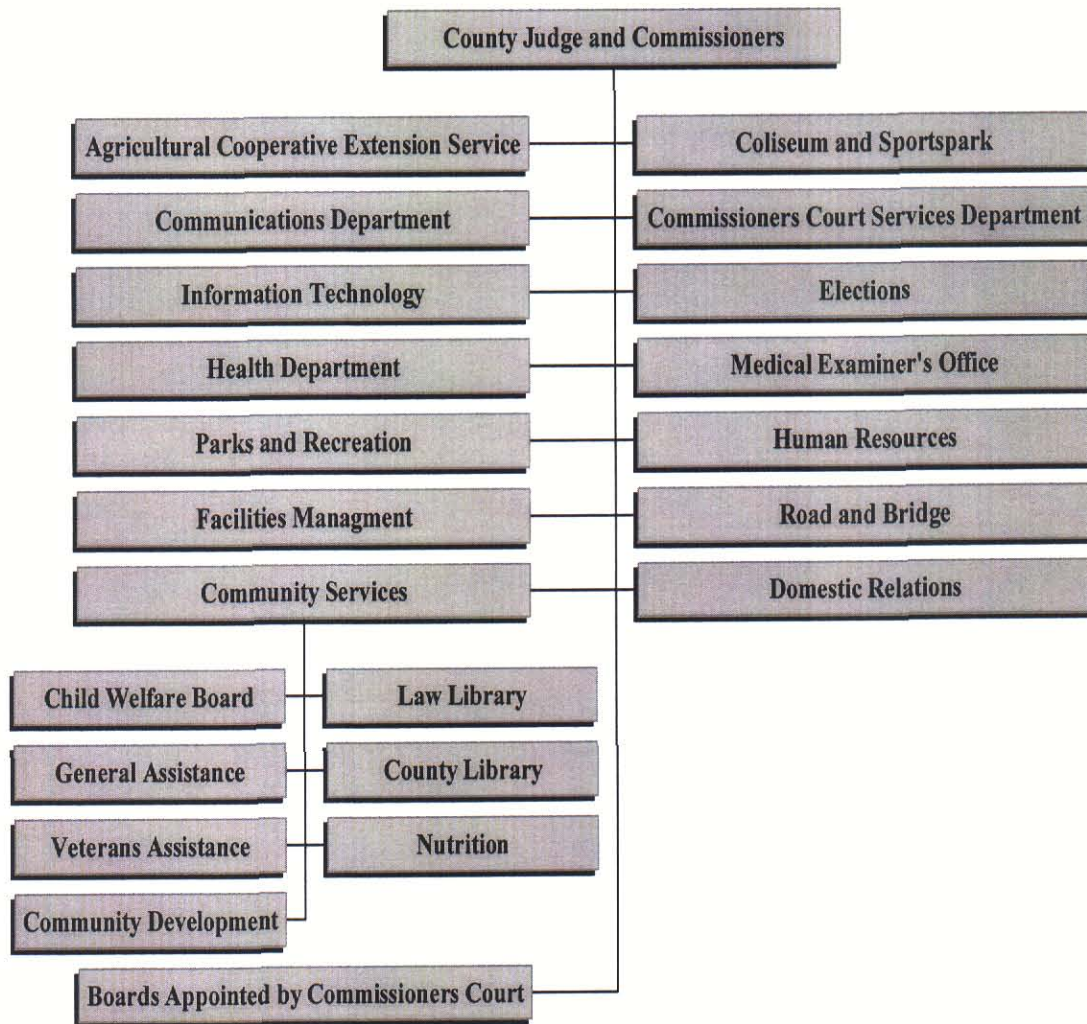 County Judge and Commissioners
Agricultural Cooperative Extension Service
Coliseum and Sportspark
Communications Department
Commissioners Court Services Department
Information Technology
Elections
Health Department
Medical Examiner's Office
Parks and Recreation
Human Resources
Facilities Managment
Road and Bridge
Community Services
Domestic Relations
Child Welfare Board
Law Library
General Assistance
County Library
Veterans Assistance
Nutrition
Community Development
Boards Appointed by Commissioners Court